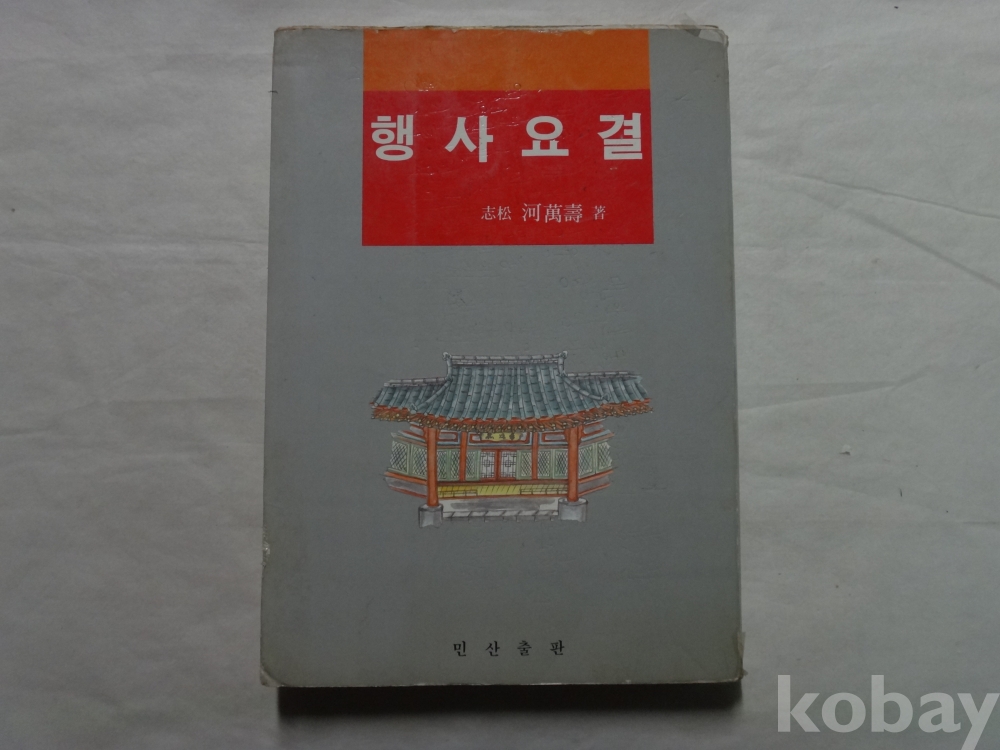 행사요결
志松 河萬壽 著
민산출판
kobay